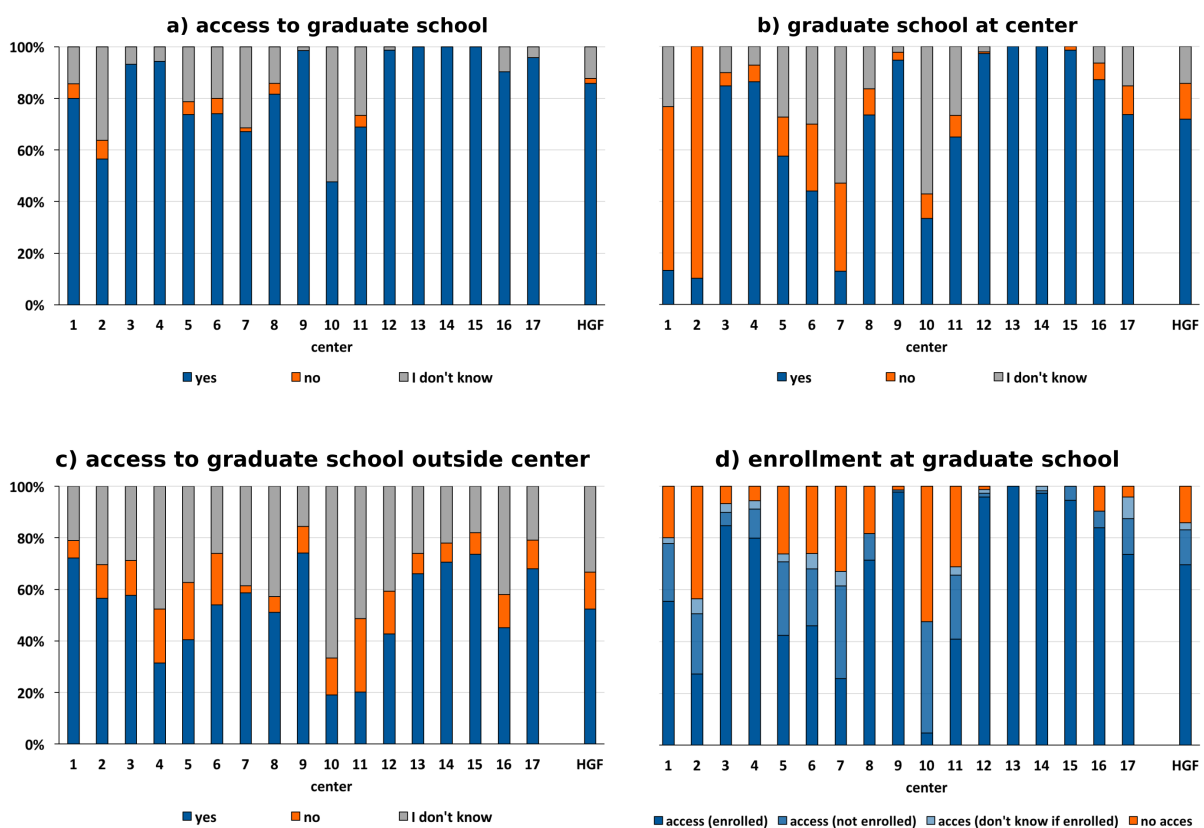 a) access to graduate school
100%
80%
60%
40%
20%
0%
1 2 3 4 5 6 7 8 9 10 11 12 13 14 15 16 17 HGF
center
yes no I don't know
b) graduate school at center
100%
80%
60%
40%
20%
0%
1 2 3 4 5 6 7 8 9 10 11 12 13 14 15 16 17 HGF
center
yes no I don't know
c) access to graduate school outside center
100%
80%
60%
40%
20%
0%
1 2 3 4 5 6 7 8 9 10 11 12 13 14 15 16 17 HGF
center
yes no I don't know
d) enrollment at graduate school
100%
80%
60%
40%
20%
0%
1 2 3 4 5 6 7 8 9 10 11 12 13 14 15 16 17 HGF
center
access (enrolled) access (not enrolled) acces (don't know if enrolled) no acces